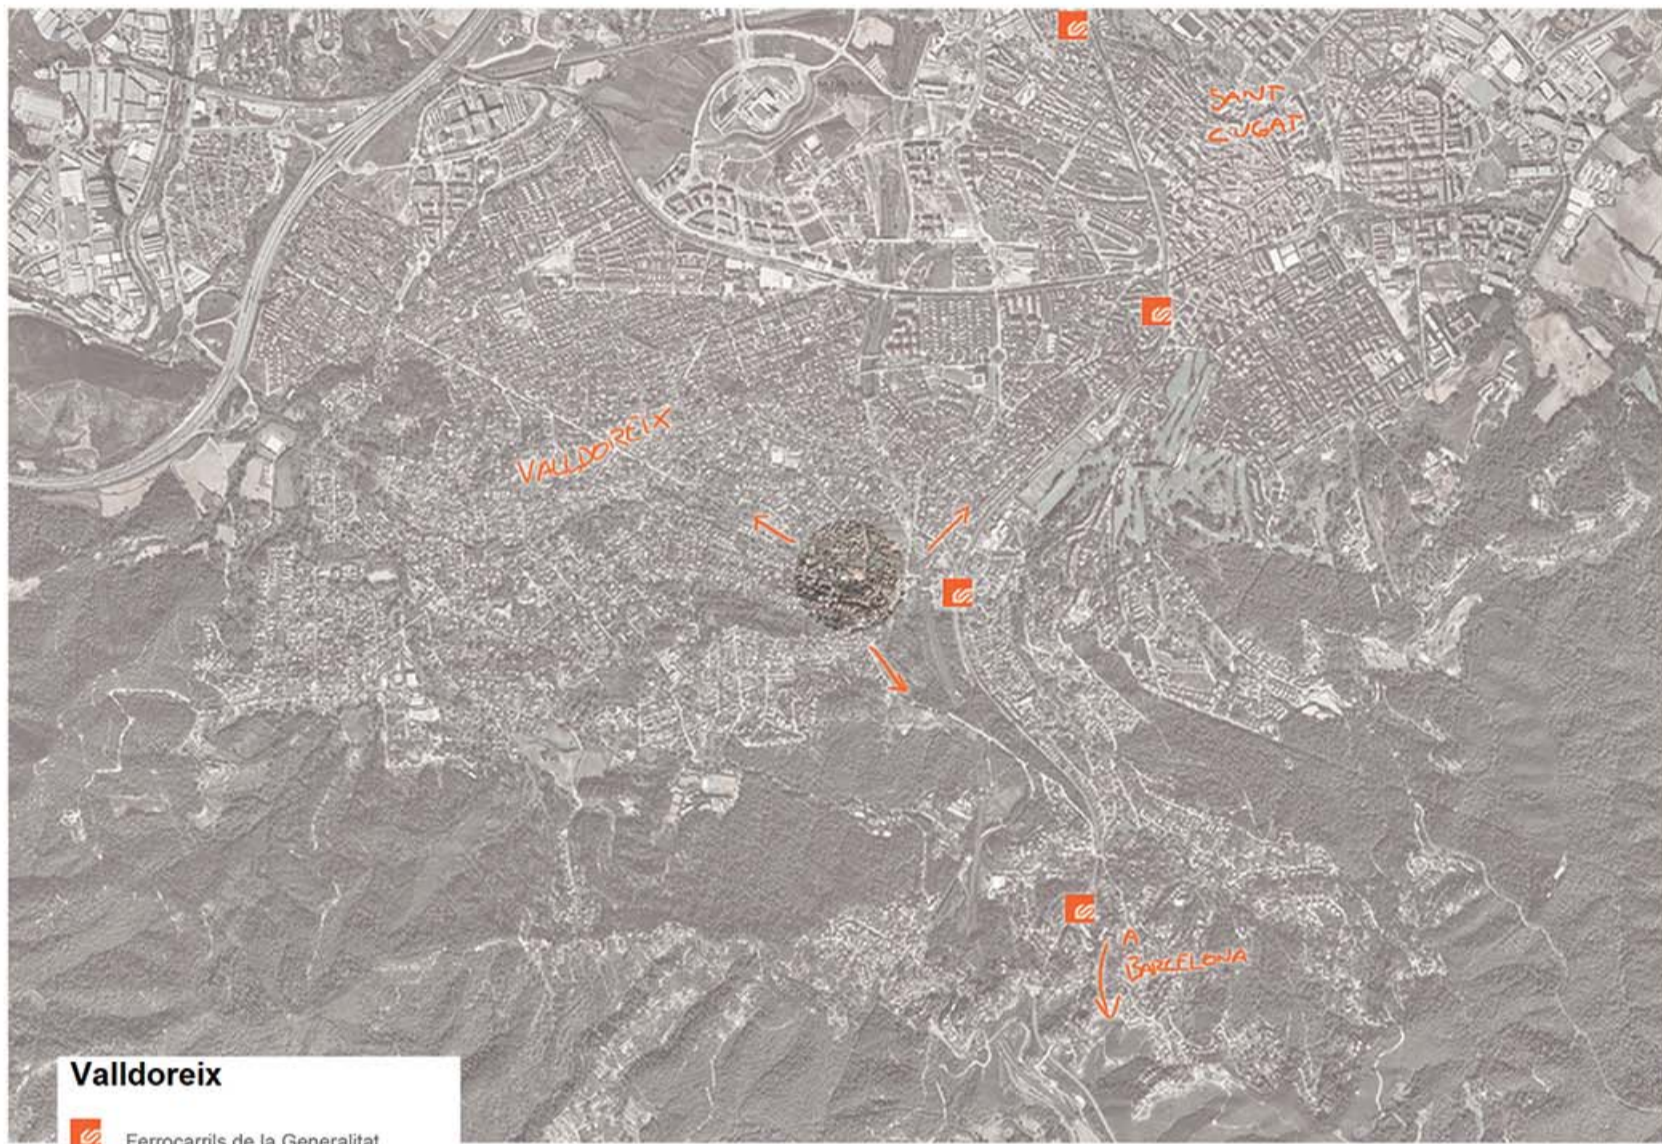 SANT
CUGAT
VALLDOREIX
A
BARCELONA
Valldoreix
Ferrocarrils de la Generalitat